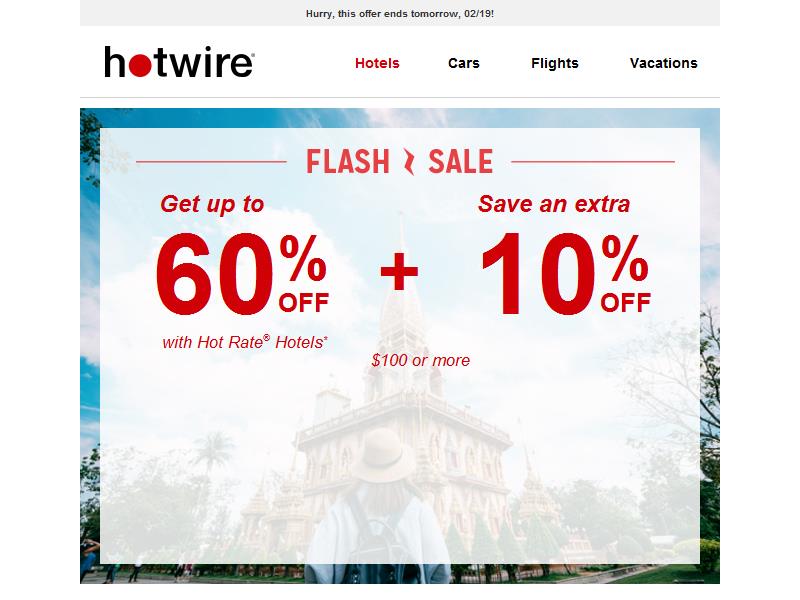 Hurry, this offer ends tomorrow, 02/19!
hotwire®
Hotels Cars Flights Vacations
FLASH SALE
Get up to Save an extra
60% OFF + 10% OFF
with Hot Rate® Hotels*
$100 or more